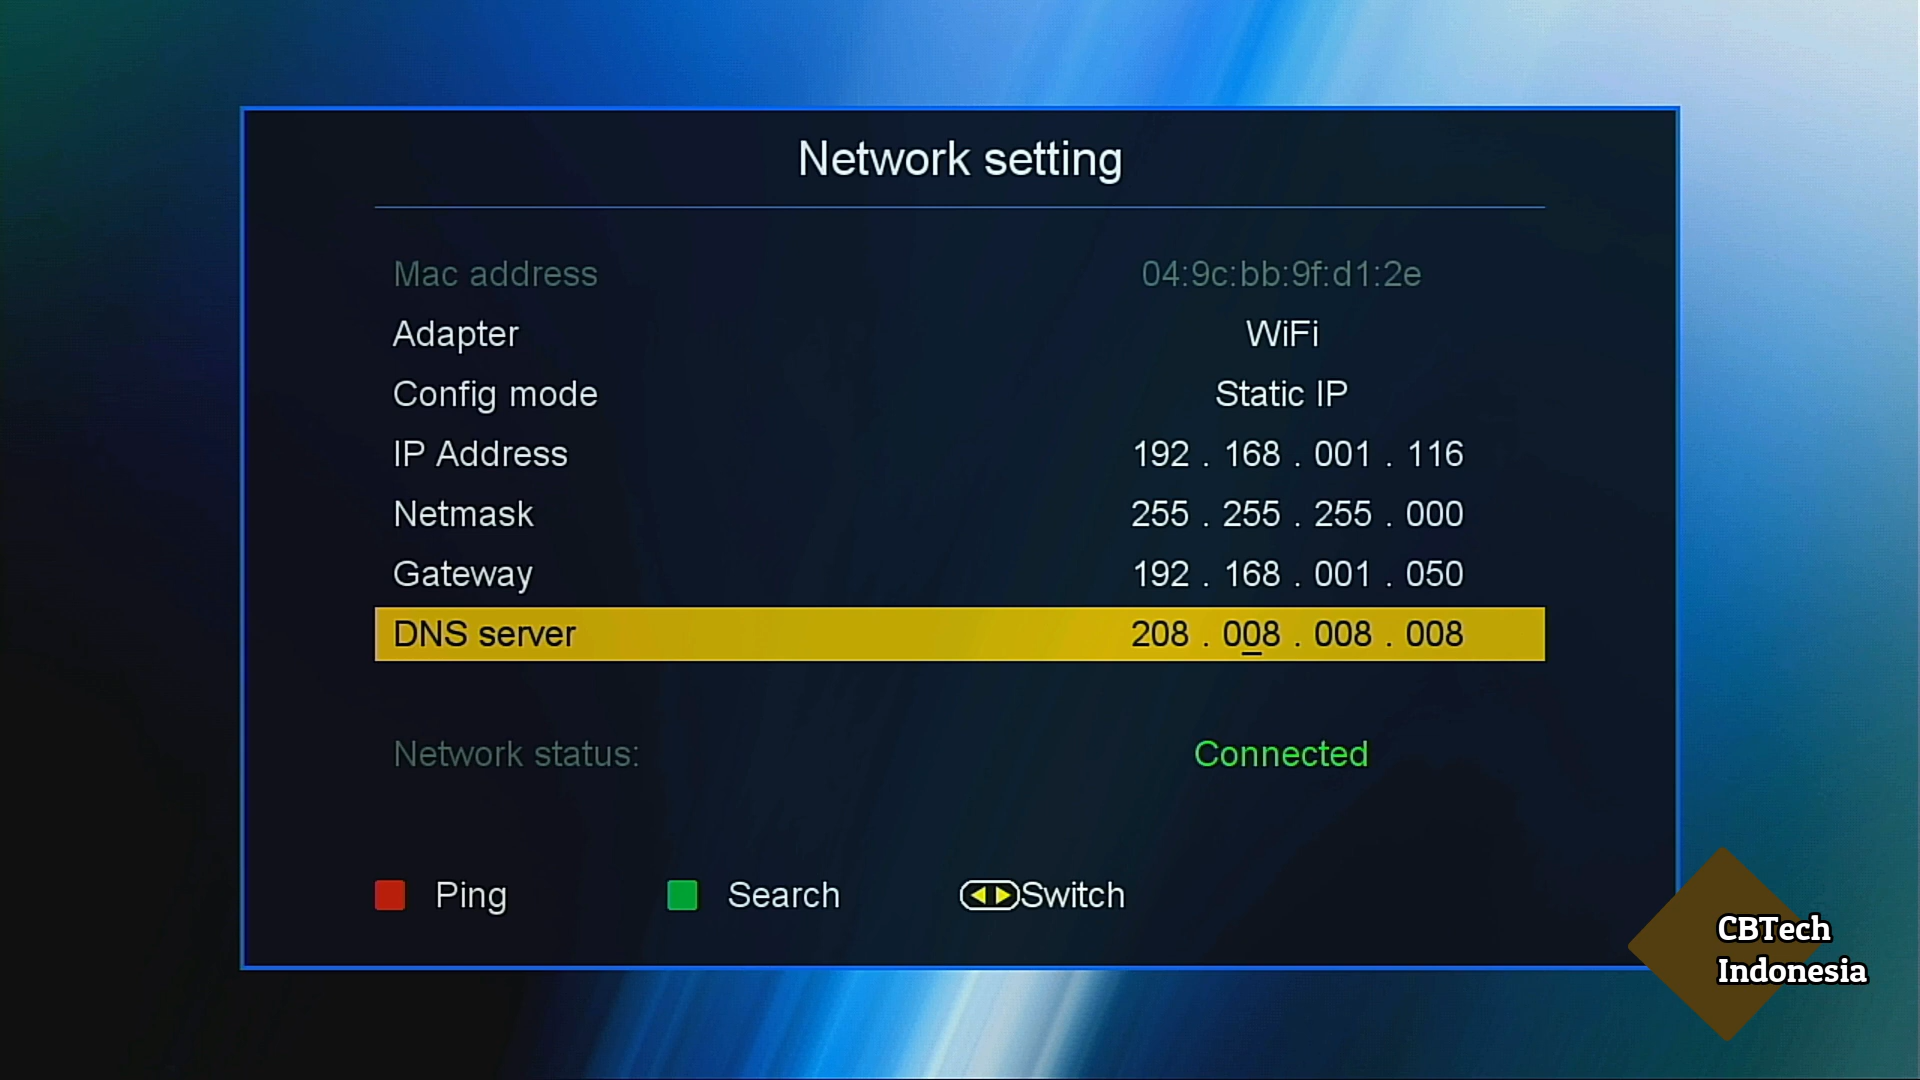 Network setting
Mac address 04:9c:bb:9f:d1:2e
Adapter WiFi
Config mode Static IP
IP Address 192 . 168 . 001 . 116
Netmask 255 . 255 . 255 . 000
Gateway 192 . 168 . 001 . 050
DNS server 208 . 008 . 008 . 008
Network status: Connected
Ping Search Switch
CBTech
Indonesia